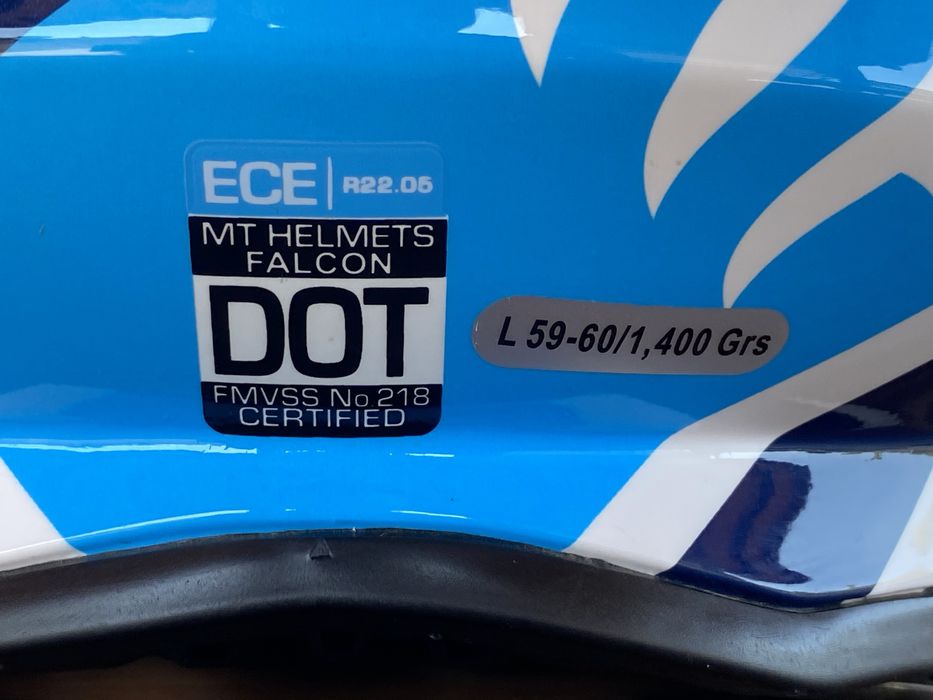 ECE | R22.06
MT HELMETS
FALCON
DOT
FMVSS No.218
CERTIFIED
L 59-60/1,400 Grs